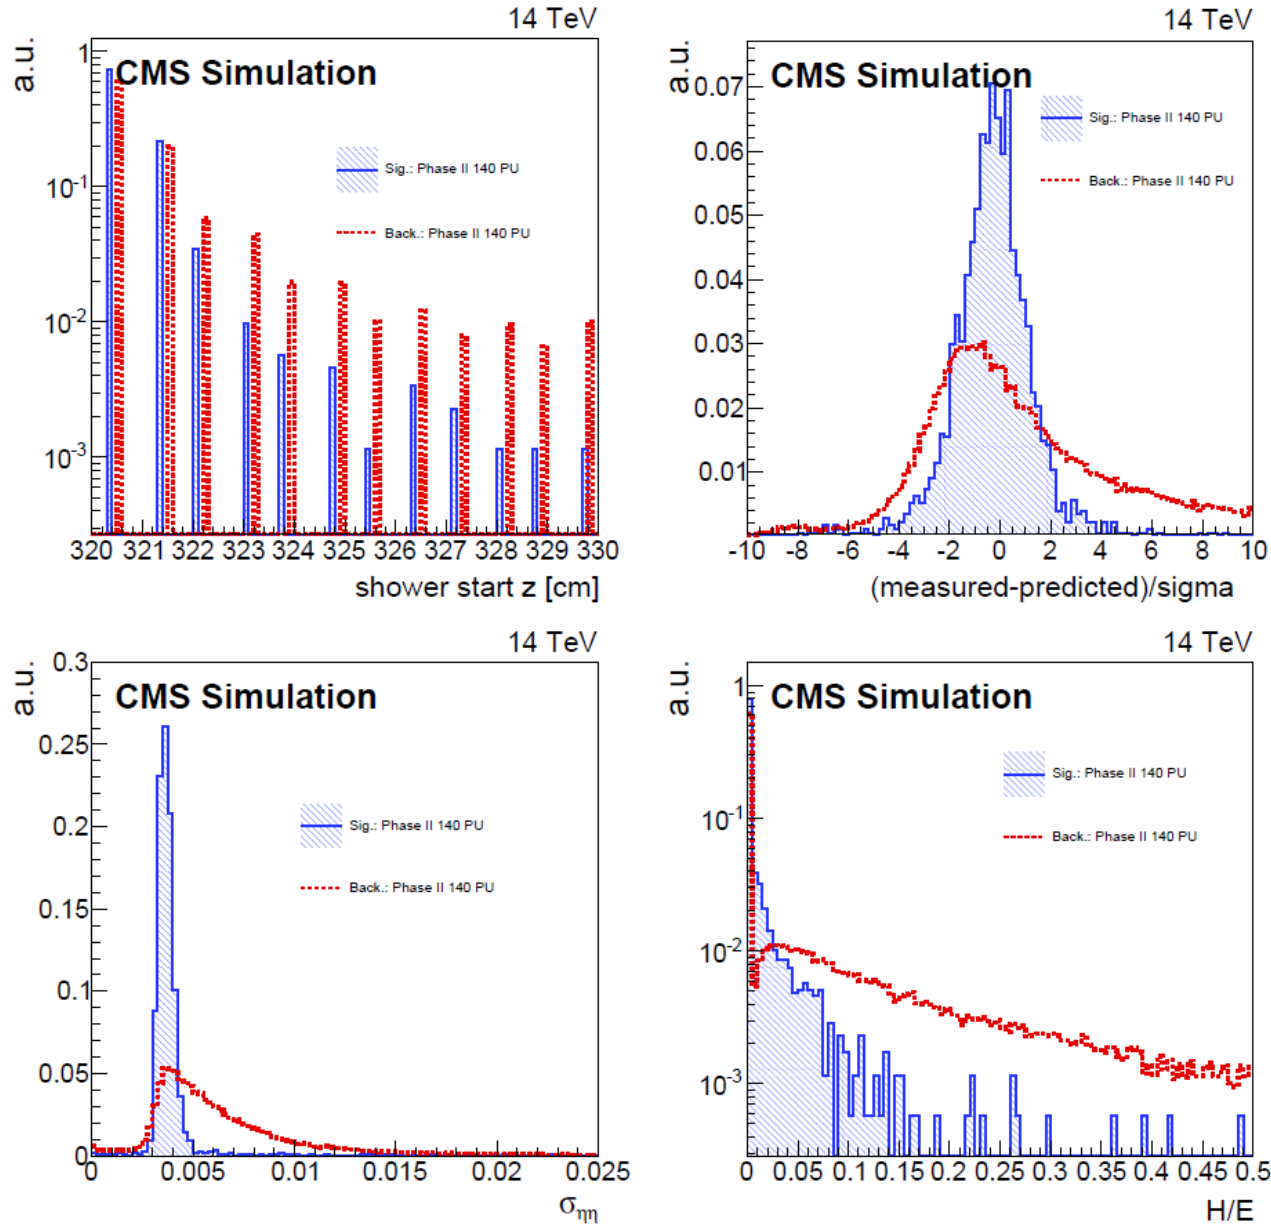 14 TeV
a.u.
CMS Simulation
1
10⁻¹
10⁻²
10⁻³
Sig.: Phase II 140 PU
Back.: Phase II 140 PU
320 321 322 323 324 325 326 327 328 329 330
shower start z [cm]
14 TeV
a.u.
CMS Simulation
0.07
0.06
0.05
0.04
0.03
0.02
0.01
Sig.: Phase II 140 PU
Back.: Phase II 140 PU
-10 -8 -6 -4 -2 0 2 4 6 8 10
(measured-predicted)/sigma
14 TeV
a.u.
CMS Simulation
0.3
0.25
0.2
0.15
0.1
0.05
0
Sig.: Phase II 140 PU
Back.: Phase II 140 PU
0 0.005 0.01 0.015 0.02 0.025
σηη
14 TeV
a.u.
CMS Simulation
1
10⁻¹
10⁻²
10⁻³
Sig.: Phase II 140 PU
Back.: Phase II 140 PU
0 0.05 0.1 0.15 0.2 0.25 0.3 0.35 0.4 0.45 0.5
H/E